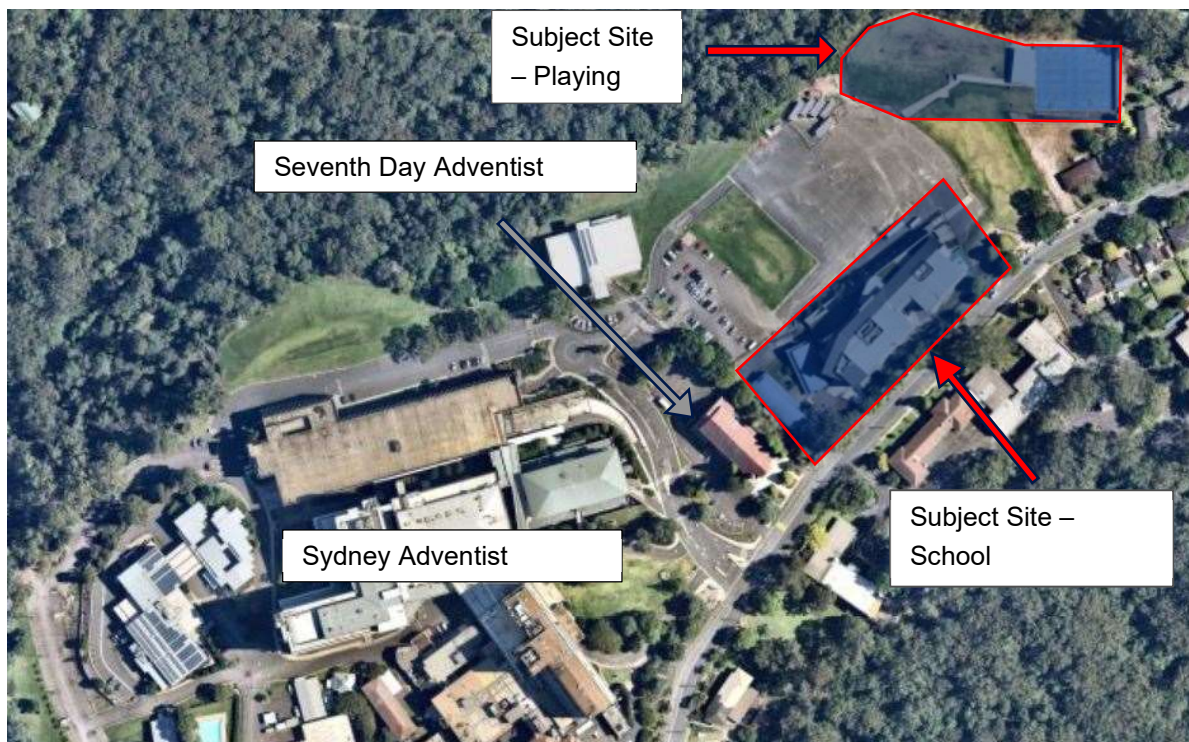 Subject Site
– Playing
Seventh Day Adventist
Sydney Adventist
Subject Site –
School